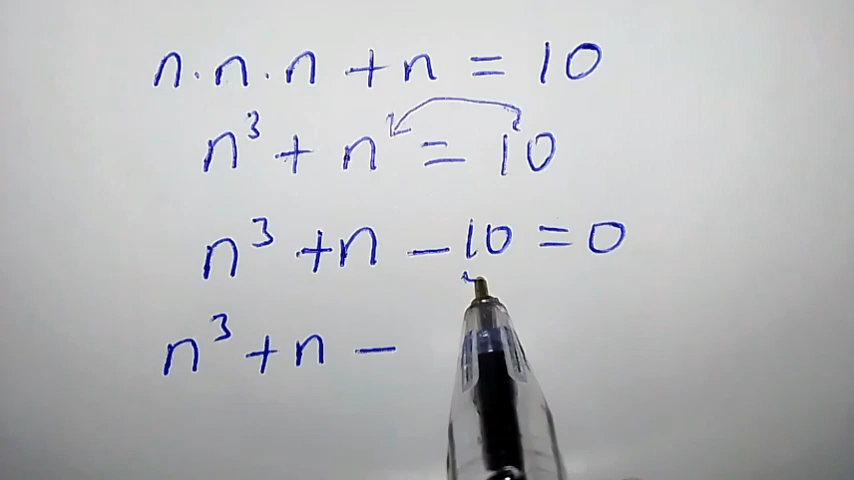 n.n.n + n = 10
n³ + n = 10
n³ + n - 10 = 0
n³ + n -